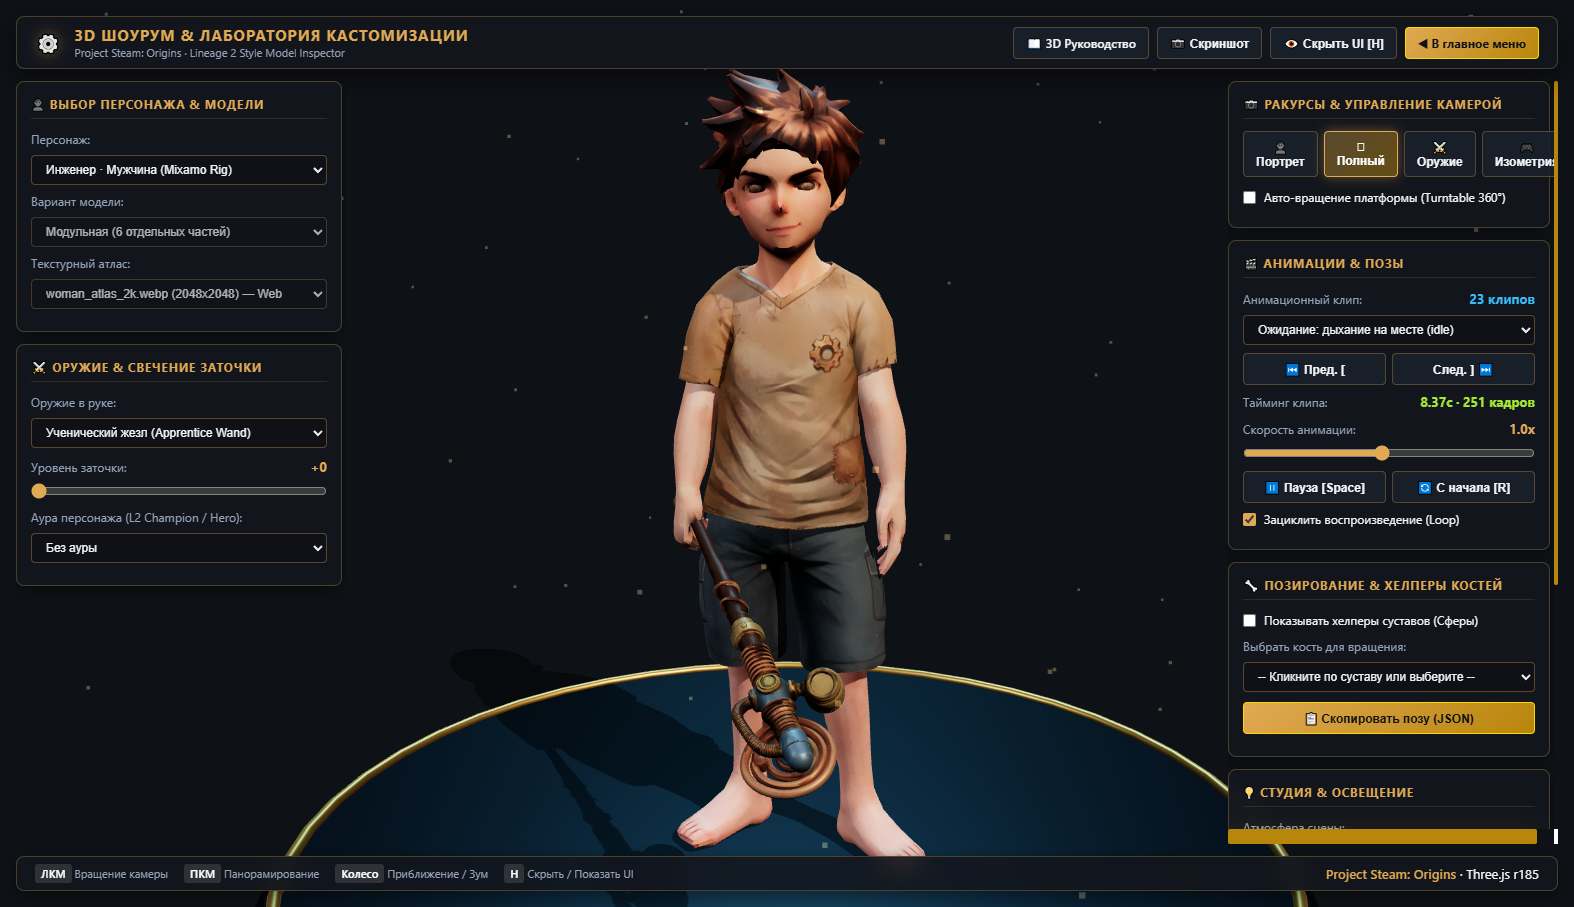 3D ШОУРУМ & ЛАБОРАТОРИЯ КАСТОМИЗАЦИИ
Project Steam: Origins · Lineage 2 Style Model Inspector
3D Руководство
Скриншот
Скрыть UI [H]
В главное меню
ВЫБОР ПЕРСОНАЖА & МОДЕЛИ
Персонаж:
Инженер · Мужчина (Mixamo Rig)
Вариант модели:
Модульная (6 отдельных частей)
Текстурный атлас:
woman_atlas_2k.webp (2048x2048) — Web
ОРУЖИЕ & СВЕЧЕНИЕ ЗАТОЧКИ
Оружие в руке:
Ученический жезл (Apprentice Wand)
Уровень заточки: +0
Аура персонажа (L2 Champion / Hero):
Без ауры
РАКУРСЫ & УПРАВЛЕНИЕ КАМЕРОЙ
Портрет
Полный
Оружие
Изометрия
Авто-вращение платформы (Turntable 360°)
АНИМАЦИИ & ПОЗЫ
Анимационный клип: 23 клипов
Ожидание: дыхание на месте (idle)
Пред. [
След. ]
Тайминг клипа: 8.37с · 251 кадров
Скорость анимации: 1.0x
Пауза [Space]
С начала [R]
Зациклить воспроизведение (Loop)
ПОЗИРОВАНИЕ & ХЕЛПЕРЫ КОСТЕЙ
Показывать хелперы суставов (Сферы)
Выбрать кость для вращения:
-- Кликните по суставу или выберите --
Скопировать позу (JSON)
СТУДИЯ & ОСВЕЩЕНИЕ
Атмосфера сцены:
ЛКМ Вращение камеры ПКМ Панорамирование Колесо Приближение / Зум H Скрыть / Показать UI
Project Steam: Origins · Three.js r185